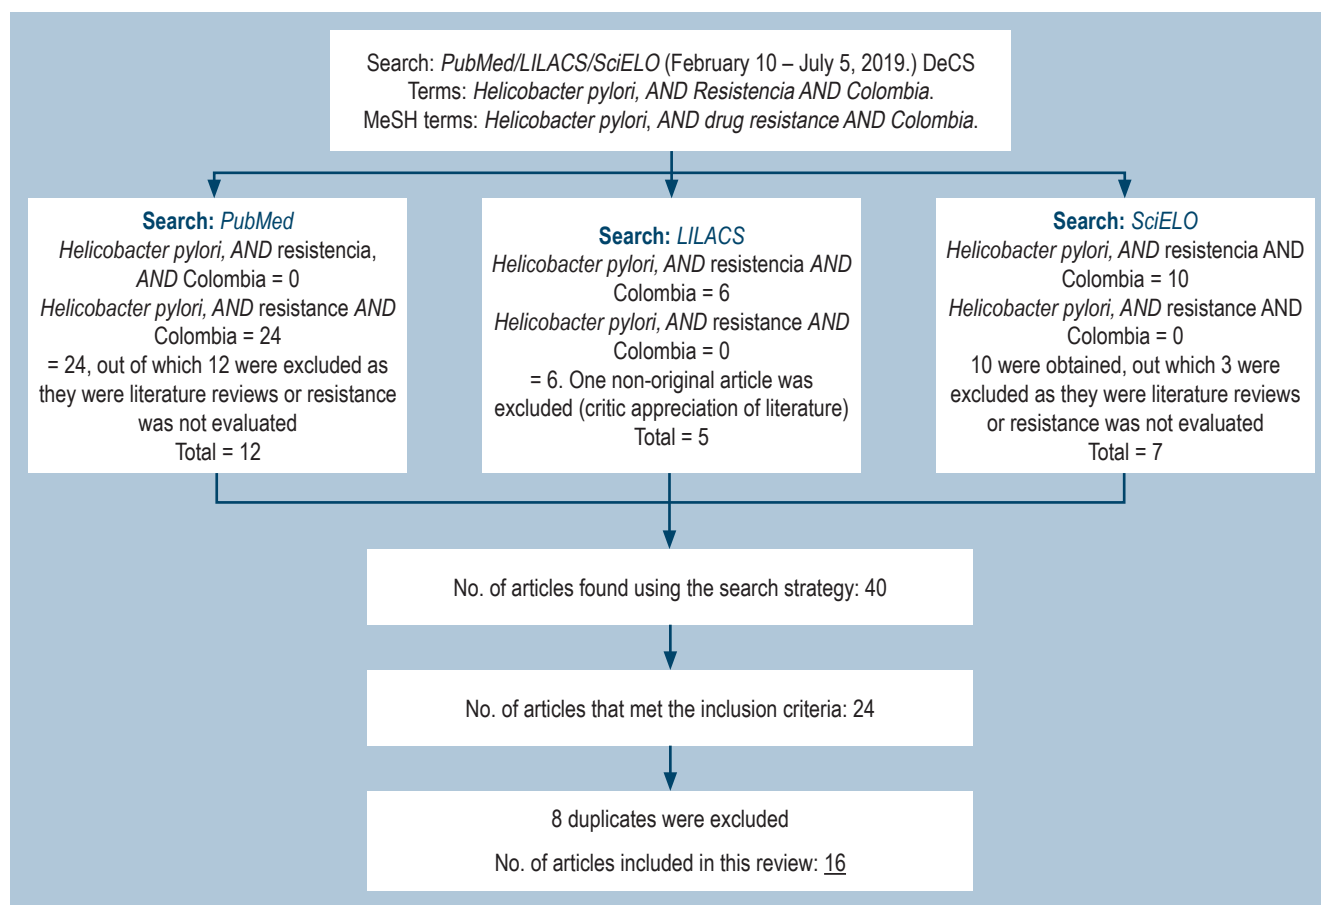 Search: PubMed/LILACS/SciELO (February 10 – July 5, 2019.) DeCS
Terms: Helicobacter pylori, AND Resistencia AND Colombia.
MeSH terms: Helicobacter pylori, AND drug resistance AND Colombia.
Search: PubMed
Helicobacter pylori, AND resistencia,
AND Colombia = 0
Helicobacter pylori, AND resistance AND
Colombia = 24
= 24, out of which 12 were excluded as
they were literature reviews or resistance
was not evaluated
Total = 12
Search: LILACS
Helicobacter pylori, AND resistencia AND
Colombia = 6
Helicobacter pylori, AND resistance AND
Colombia = 0
= 6. One non-original article was
excluded (critic appreciation of literature)
Total = 5
Search: SciELO
Helicobacter pylori, AND resistencia AND
Colombia = 10
Helicobacter pylori, AND resistance AND
Colombia = 0
10 were obtained, out which 3 were
excluded as they were literature reviews
or resistance was not evaluated
Total = 7
No. of articles found using the search strategy: 40
No. of articles that met the inclusion criteria: 24
8 duplicates were excluded
No. of articles included in this review: 16